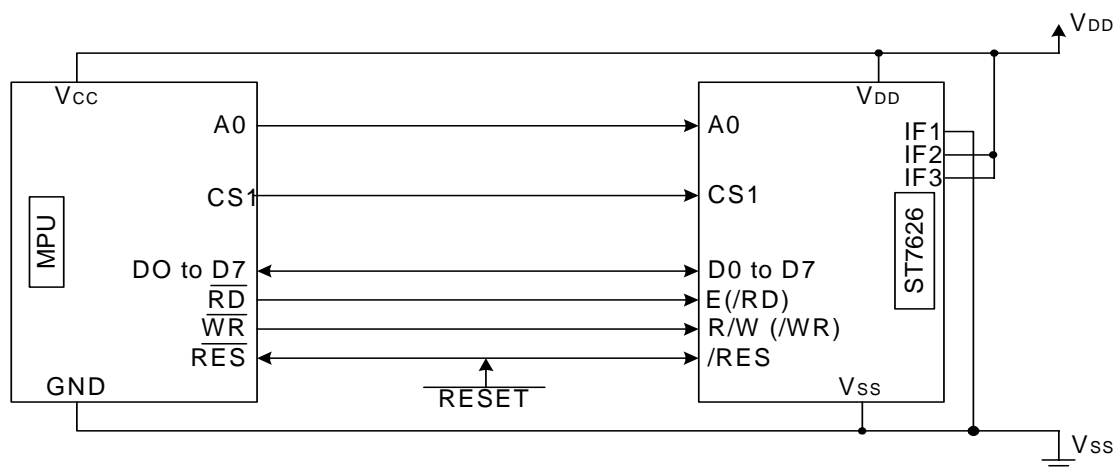 VDD
VCC
VDD
A0
A0
IF1
IF2
IF3
CS1
CS1
MPU
ST7626
DO to D7
D0 to D7
RD
E(/RD)
WR
R/W (/WR)
RES
/RES
RESET
GND
VSS
VSS